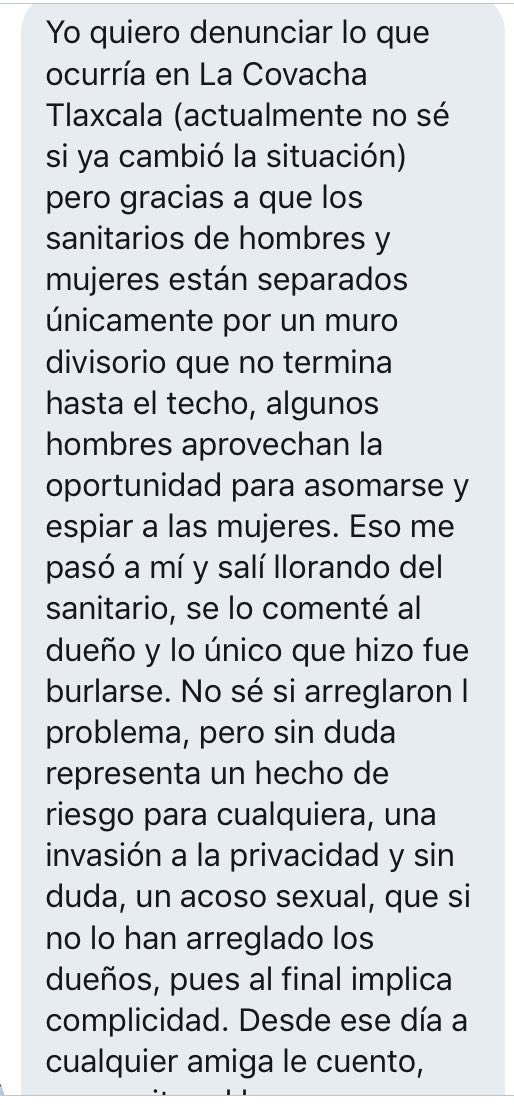 Yo quiero denunciar lo que
ocurría en La Covacha
Tlaxcala (actualmente no sé
si ya cambió la situación)
pero gracias a que los
sanitarios de hombres y
mujeres están separados
únicamente por un muro
divisorio que no termina
hasta el techo, algunos
hombres aprovechan la
oportunidad para asomarse y
espiar a las mujeres. Eso me
pasó a mí y salí llorando del
sanitario, se lo comenté al
dueño y lo único que hizo fue
burlarse. No sé si arreglaron l
problema, pero sin duda
representa un hecho de
riesgo para cualquiera, una
invasión a la privacidad y sin
duda, un acoso sexual, que si
no lo han arreglado los
dueños, pues al final implica
complicidad. Desde ese día a
cualquier amiga le cuento,